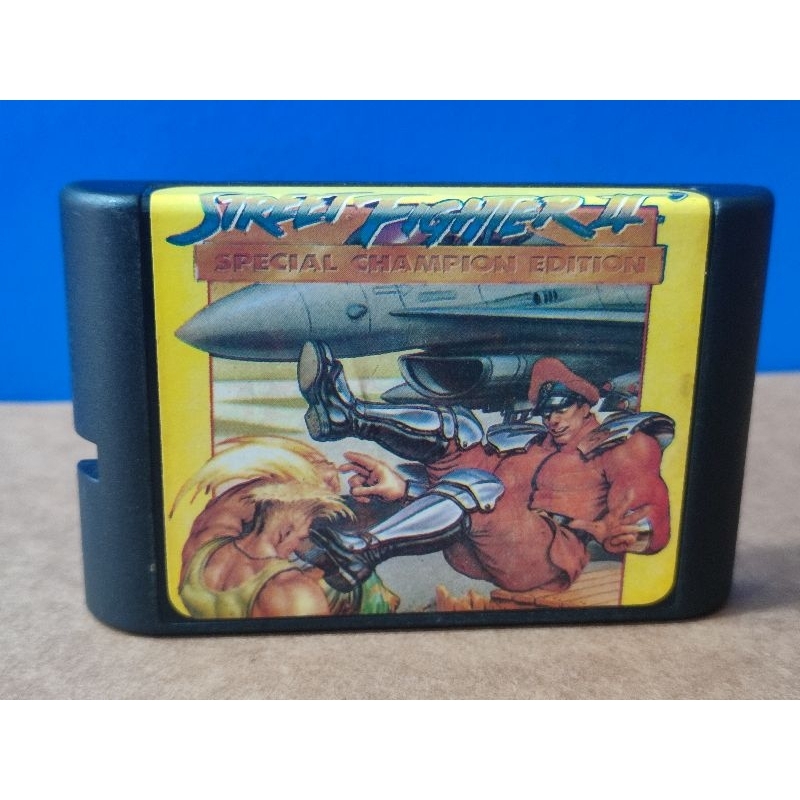 STREET FIGHTER II'
SPECIAL CHAMPION EDITION